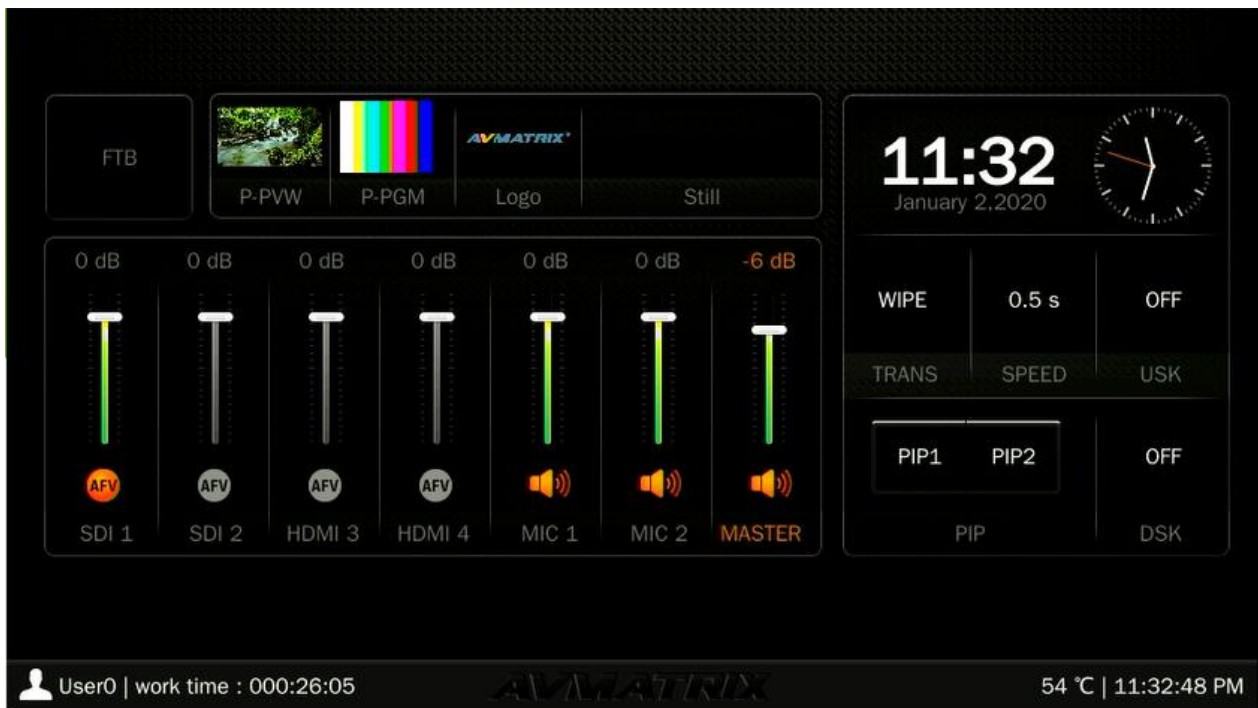 FTB
AVMATRIX
P-PVW P-PGM Logo Still
0 dB 0 dB 0 dB 0 dB 0 dB 0 dB -6 dB
AFV AFV AFV AFV
SDI 1 SDI 2 HDMI 3 HDMI 4 MIC 1 MIC 2 MASTER
11:32
January 2,2020
WIPE 0.5 s OFF
TRANS SPEED USK
PIP1 PIP2 OFF
PIP DSK
User0 | work time : 000:26:05 AVMATRIX 54 ℃ | 11:32:48 PM